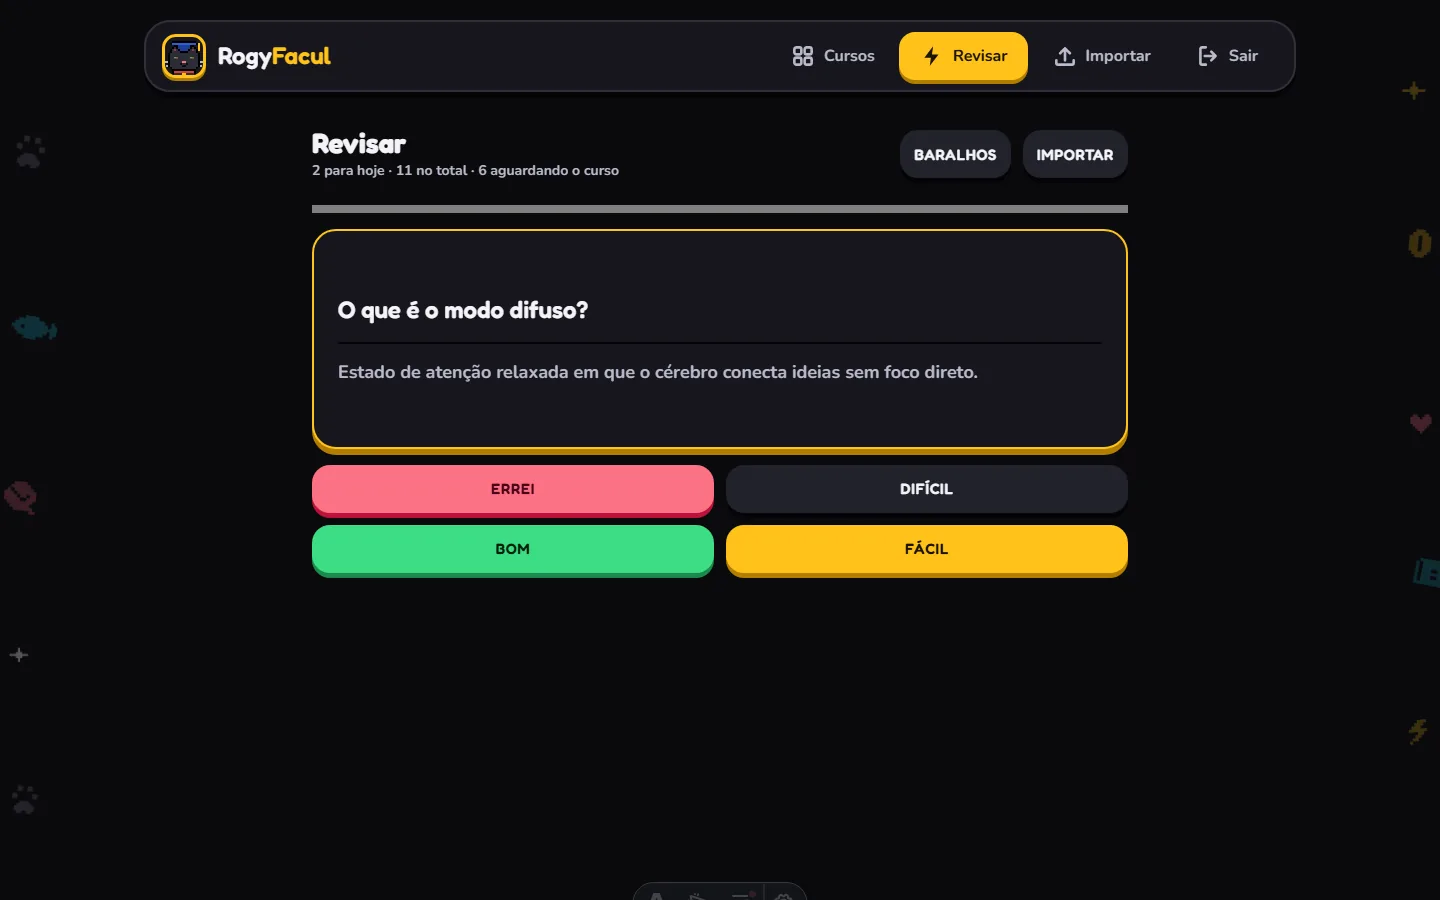 RogyFacul
Cursos
Revisar
Importar
Sair
Revisar
2 para hoje · 11 no total · 6 aguardando o curso
BARALHOS
IMPORTAR
O que é o modo difuso?
Estado de atenção relaxada em que o cérebro conecta ideias sem foco direto.
ERREI
DIFÍCIL
BOM
FÁCIL